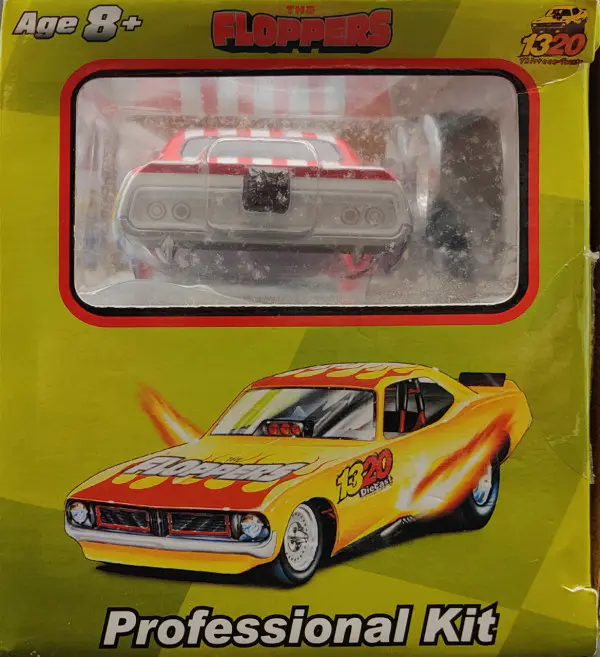 Age 8+
THE
FLOPPERS
1320
THE
FLOPPERS
1320
Diecast
Professional Kit